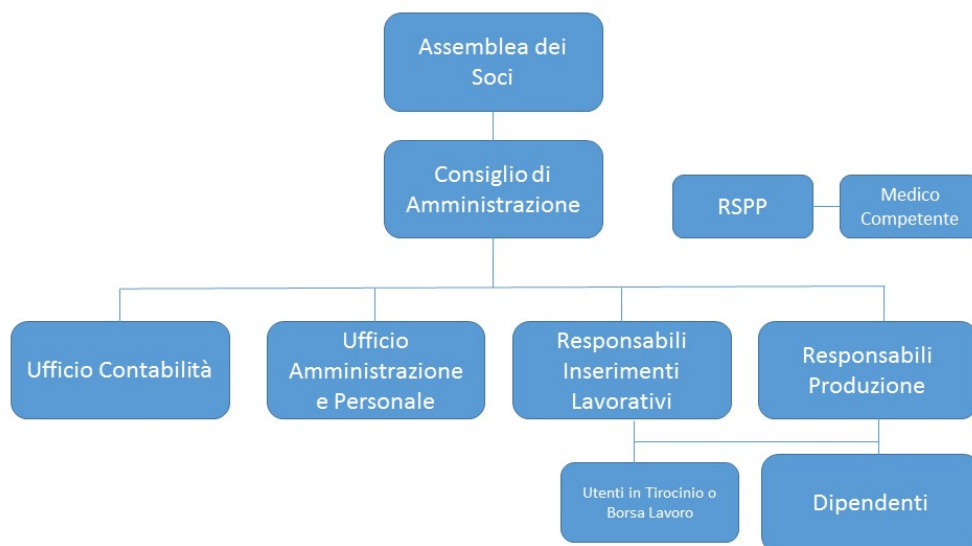 Assemblea dei
Soci
Consiglio di
Amministrazione
RSPP
Medico
Competente
Ufficio Contabilità
Ufficio
Amministrazione
e Personale
Responsabili
Inserimenti
Lavorativi
Responsabili
Produzione
Utenti in Tirocinio o
Borsa Lavoro
Dipendenti